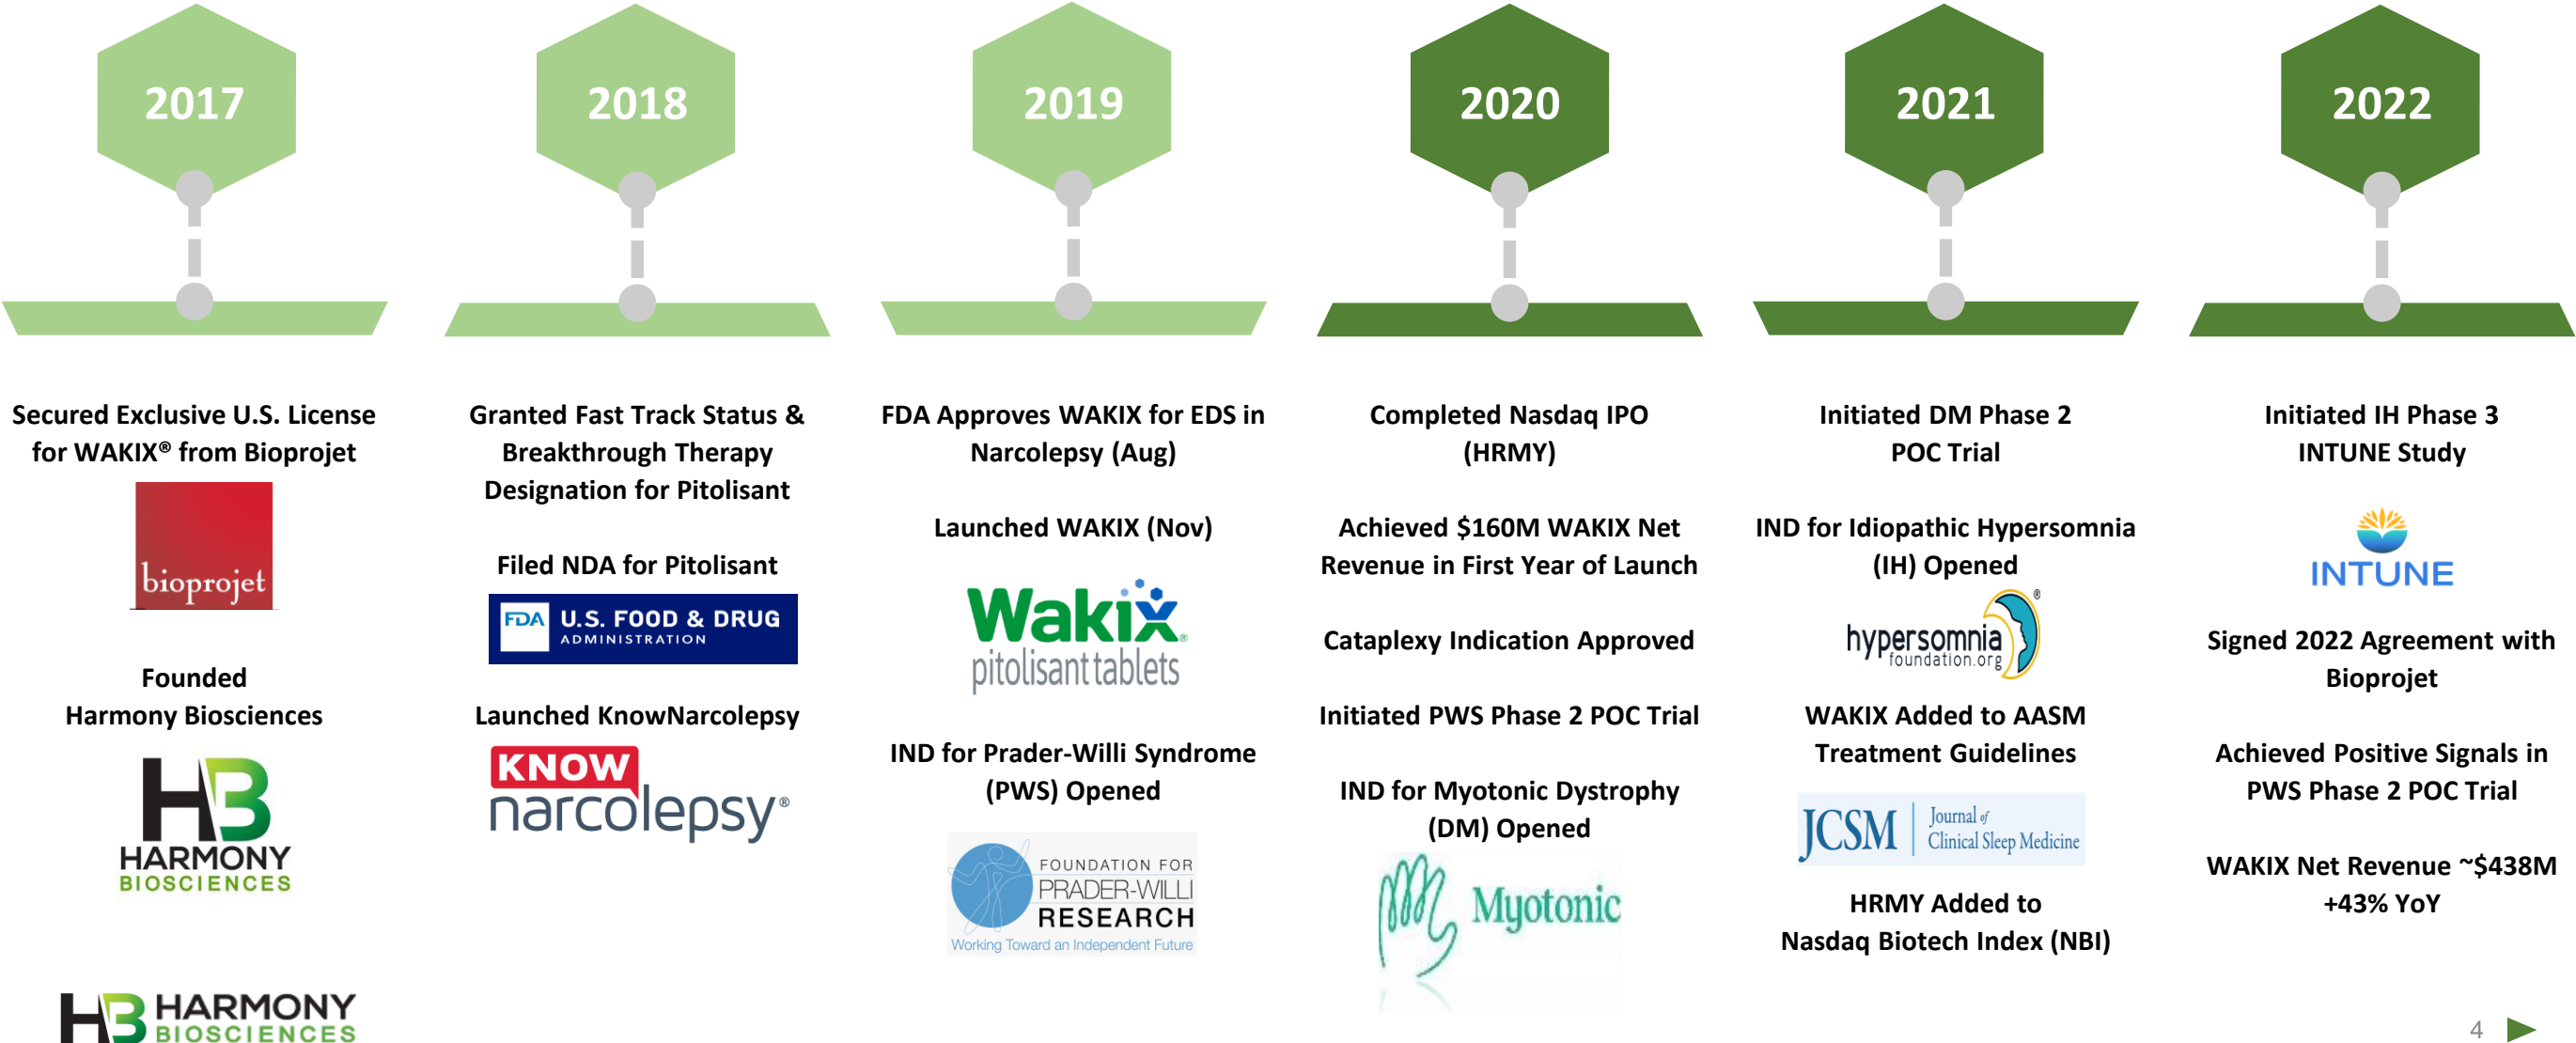 2017
2018
2019
2020
2021
2022
Secured Exclusive U.S. License
for WAKIX® from Bioprojet
bioprojet
Founded
Harmony Biosciences
HB
HARMONY
BIOSCIENCES
Granted Fast Track Status &
Breakthrough Therapy
Designation for Pitolisant
Filed NDA for Pitolisant
FDA U.S. FOOD & DRUG
ADMINISTRATION
Launched KnowNarcolepsy
KNOW
narcolepsy®
FDA Approves WAKIX for EDS in
Narcolepsy (Aug)
Launched WAKIX (Nov)
Wakix®
pitolisant tablets
IND for Prader-Willi Syndrome
(PWS) Opened
FOUNDATION FOR
PRADER-WILLI
RESEARCH
Working Toward an Independent Future
Completed Nasdaq IPO
(HRMY)
Achieved $160M WAKIX Net
Revenue in First Year of Launch
Cataplexy Indication Approved
Initiated PWS Phase 2 POC Trial
IND for Myotonic Dystrophy
(DM) Opened
Myotonic
Initiated DM Phase 2
POC Trial
IND for Idiopathic Hypersomnia
(IH) Opened
hypersomnia®
foundation.org
WAKIX Added to AASM
Treatment Guidelines
JCSM Journal of
Clinical Sleep Medicine
HRMY Added to
Nasdaq Biotech Index (NBI)
Initiated IH Phase 3
INTUNE Study
INTUNE
Signed 2022 Agreement with
Bioprojet
Achieved Positive Signals in
PWS Phase 2 POC Trial
WAKIX Net Revenue ~$438M
+43% YoY
HB HARMONY
BIOSCIENCES
4